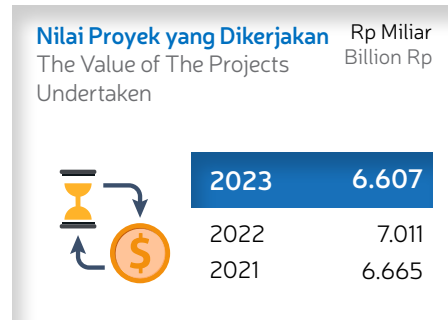 Nilai Proyek yang Dikerjakan
The Value of The Projects
Undertaken
Rp Miliar
Billion Rp
2023 6.607
2022 7.011
2021 6.665
$